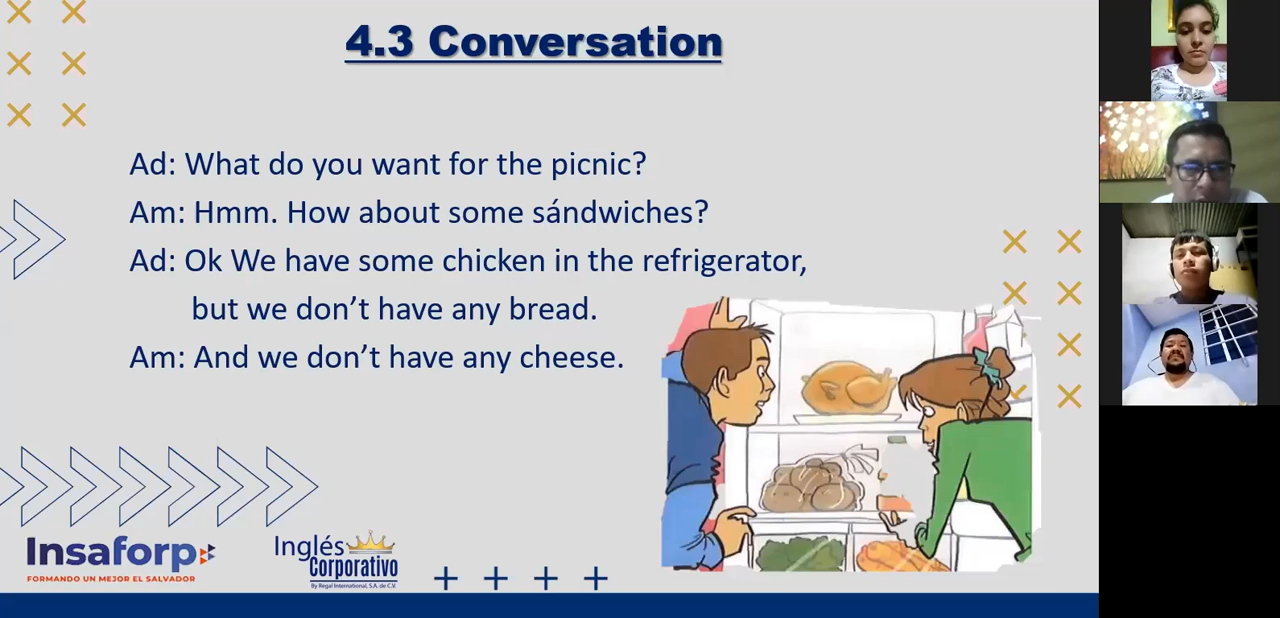 4.3 Conversation
Ad: What do you want for the picnic?
Am: Hmm. How about some sándwiches?
Ad: Ok We have some chicken in the refrigerator,
but we don’t have any bread.
Am: And we don’t have any cheese.
Insaforp
FORMANDO UN MEJOR EL SALVADOR
Inglés
Corporativo
By Regal International, S.A. de C.V.